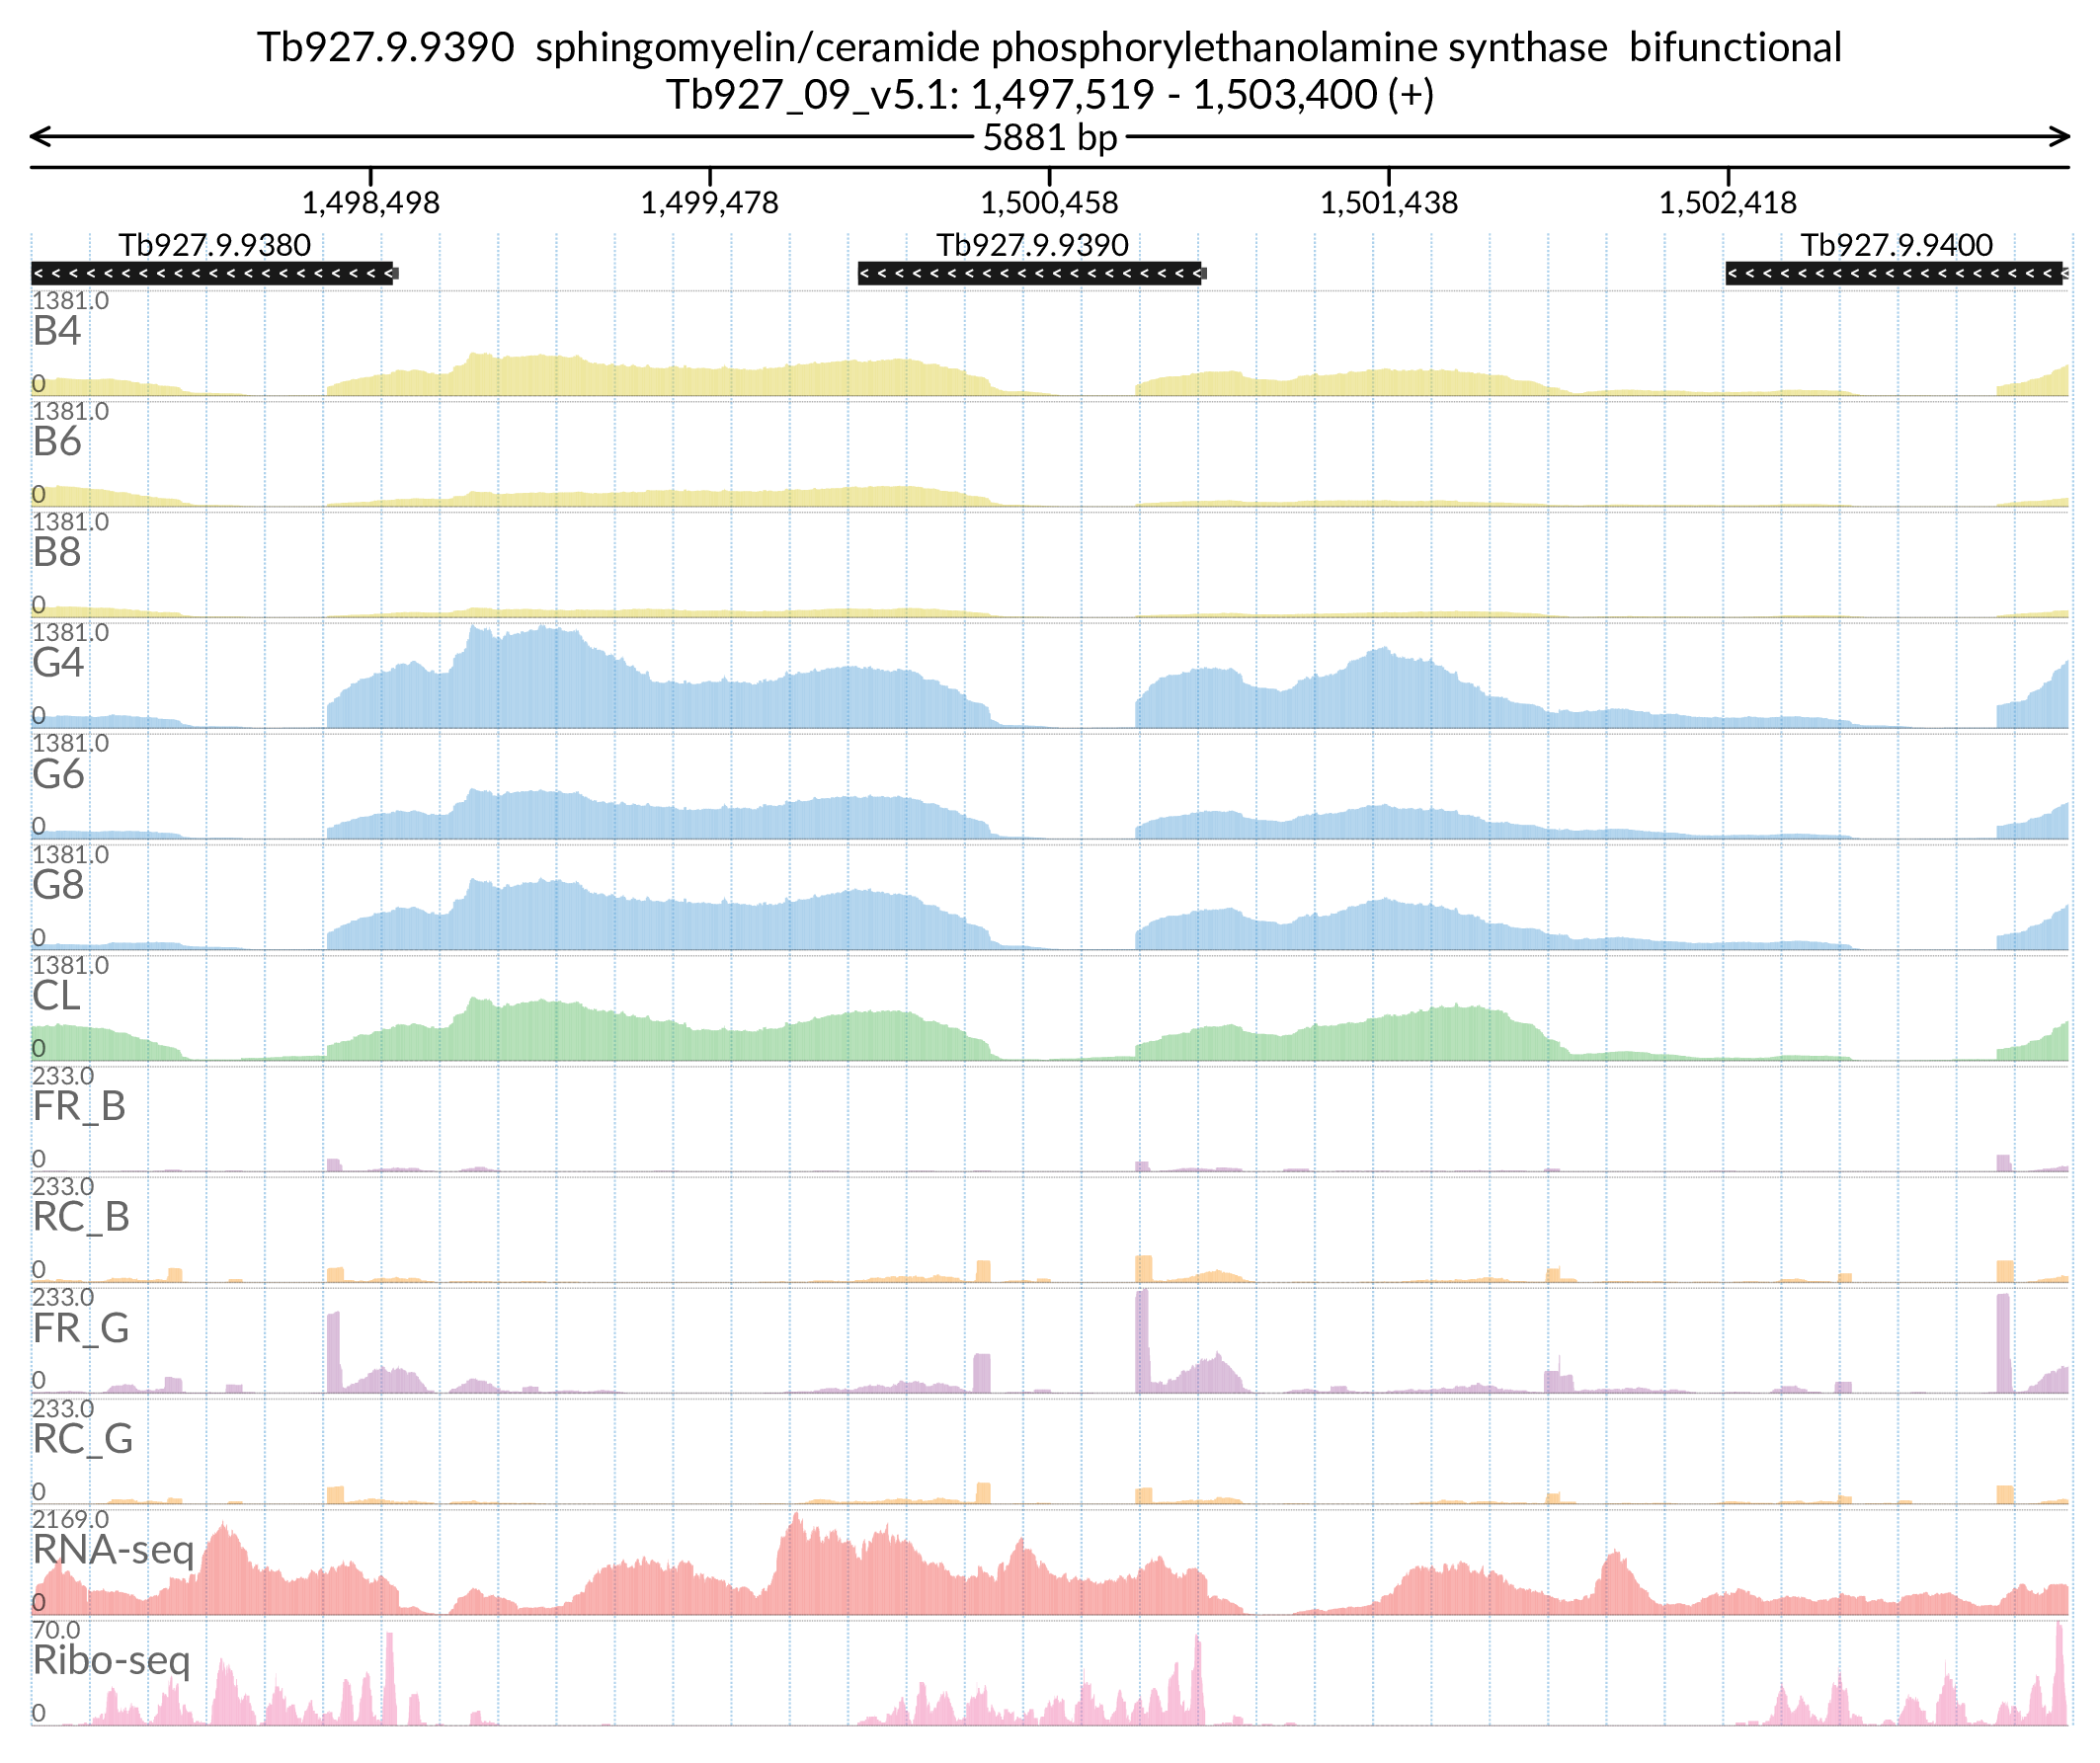 Tb927.9.9390 sphingomyelin/ceramide phosphorylethanolamine synthase bifunctional
Tb927_09_v5.1: 1,497,519 - 1,503,400 (+)
5881 bp
1,498,498 1,499,478 1,500,458 1,501,438 1,502,418
Tb927.9.9380 Tb927.9.9390 Tb927.9.9400
1381.0
B4
0
1381.0
B6
0
1381.0
B8
0
1381.0
G4
0
1381.0
G6
0
1381.0
G8
0
1381.0
CL
0
233.0
FR_B
0
233.0
RC_B
0
233.0
FR_G
0
233.0
RC_G
0
2169.0
RNA-seq
0
70.0
Ribo-seq
0